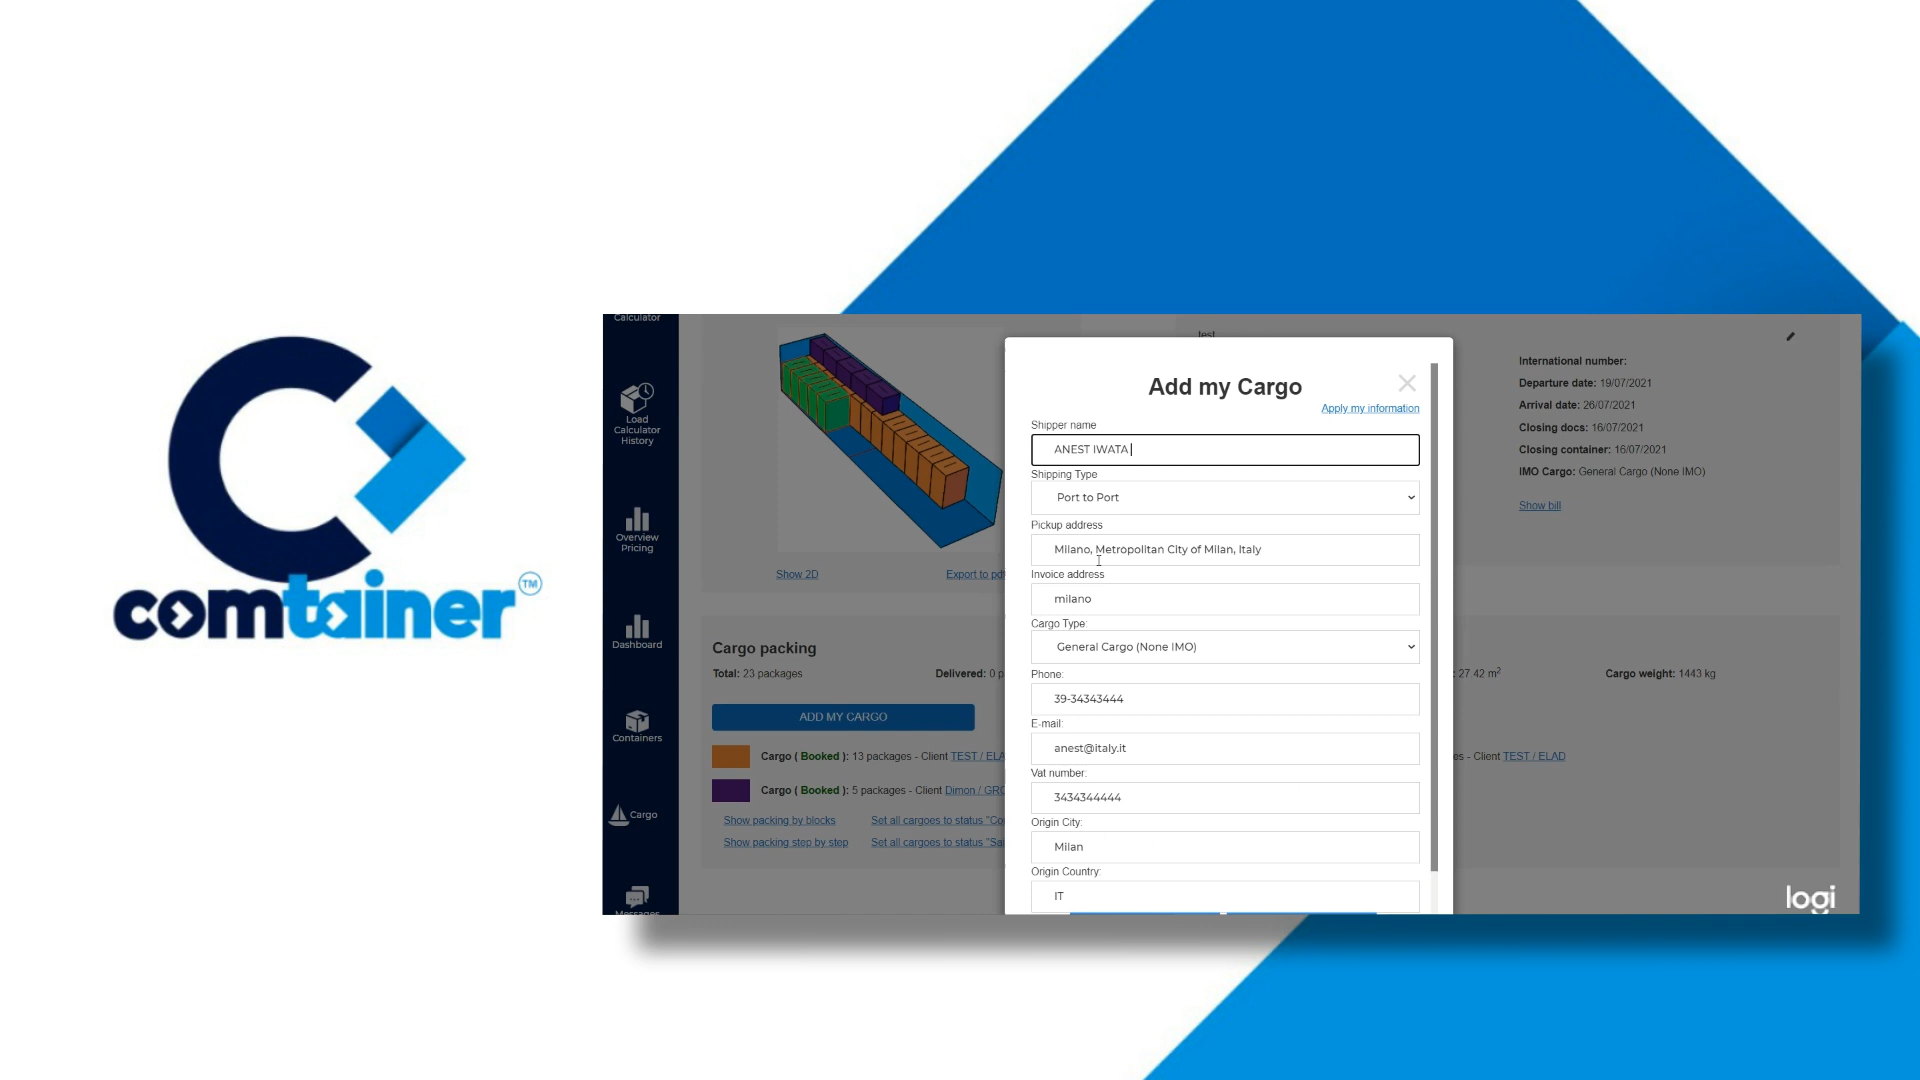 comtainer™
Calculator
Load
Calculator
History
Overview
Pricing
Dashboard
Containers
Cargo
Messages
Show 2D
Export to pdf
Cargo packing
Total: 23 packages
Delivered: 0 p
ADD MY CARGO
Cargo ( Booked ): 13 packages - Client TEST / ELA
Cargo ( Booked ): 5 packages - Client Dimon / GRO
Show packing by blocks
Set all cargoes to status "Co
Show packing step by step
Set all cargoes to status "Sa
test
Add my Cargo
Apply my information
Shipper name
ANEST IWATA
Shipping Type
Port to Port
Pickup address
Milano, Metropolitan City of Milan, Italy
Invoice address
milano
Cargo Type:
General Cargo (None IMO)
Phone:
39-34343444
E-mail:
anest@italy.it
Vat number:
3434344444
Origin City:
Milan
Origin Country:
IT
International number:
Departure date: 19/07/2021
Arrival date: 26/07/2021
Closing docs: 16/07/2021
Closing container: 16/07/2021
IMO Cargo: General Cargo (None IMO)
Show bill
: 27 42 m²
Cargo weight: 1443 kg
es - Client TEST / ELAD
logi